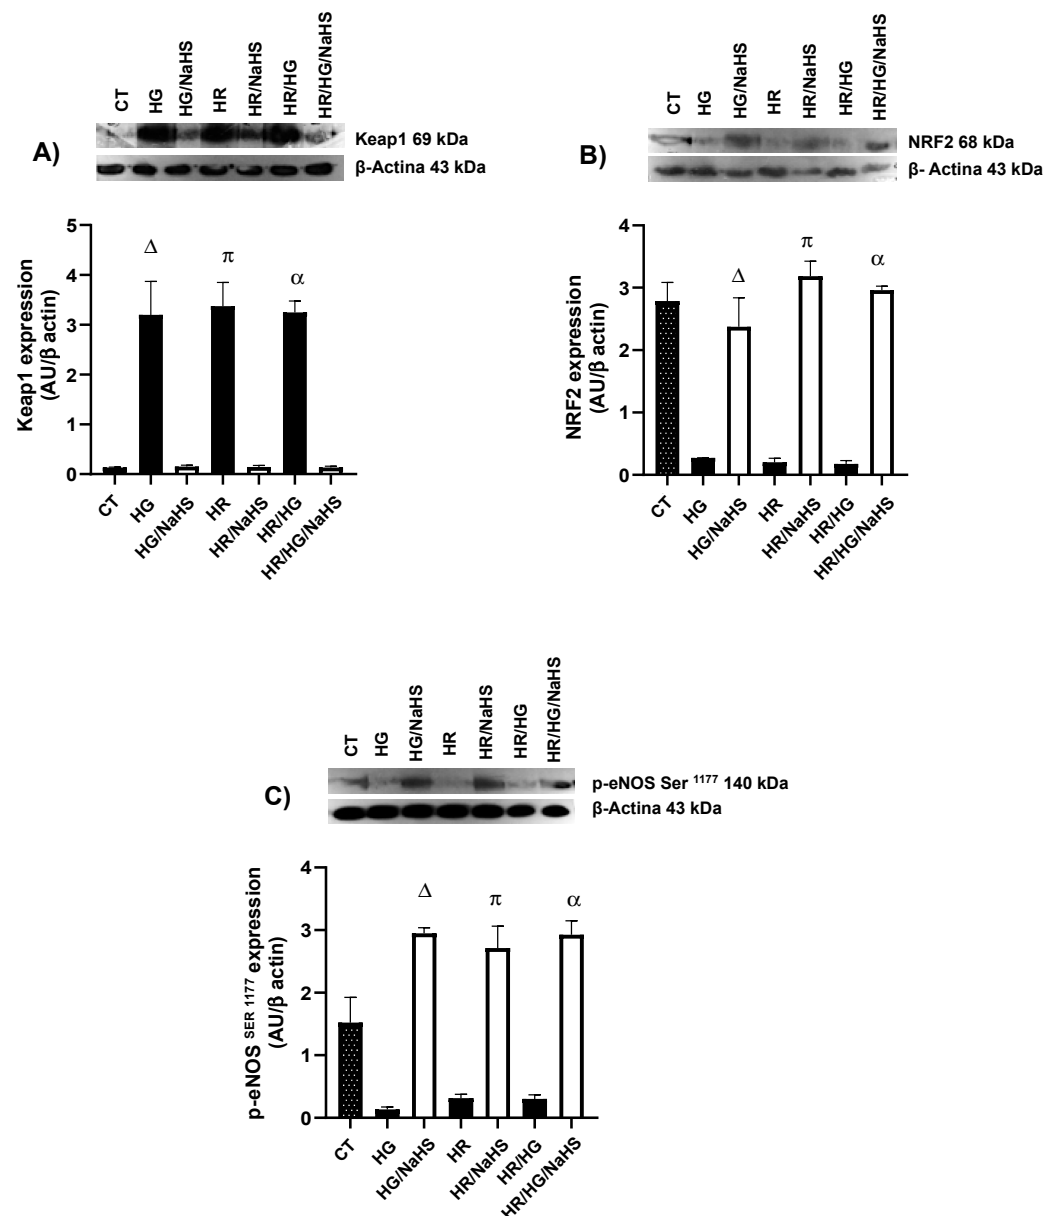 CT
HG
HG/NaHS
HR
HR/NaHS
HR/HG
HR/HG/NaHS
A)
Keap1 69 kDa
β-Actina 43 kDa
Keap1 expression
(AU/β actin)
5
4
3
2
1
0
Δ
π
α
CT
HG
HG/NaHS
HR
HR/NaHS
HR/HG
HR/HG/NaHS
CT
HG
HG/NaHS
HR
HR/NaHS
HR/HG
HR/HG/NaHS
B)
NRF2 68 kDa
β- Actina 43 kDa
NRF2 expression
(AU/β actin)
4
3
2
1
0
Δ
π
α
CT
HG
HG/NaHS
HR
HR/NaHS
HR/HG
HR/HG/NaHS
CT
HG
HG/NaHS
HR
HR/NaHS
HR/HG
HR/HG/NaHS
C)
p-eNOS Ser 1177 140 kDa
β-Actina 43 kDa
p-eNOS SER 1177 expression
(AU/β actin)
4
3
2
1
0
Δ
π
α
CT
HG
HG/NaHS
HR
HR/NaHS
HR/HG
HR/HG/NaHS